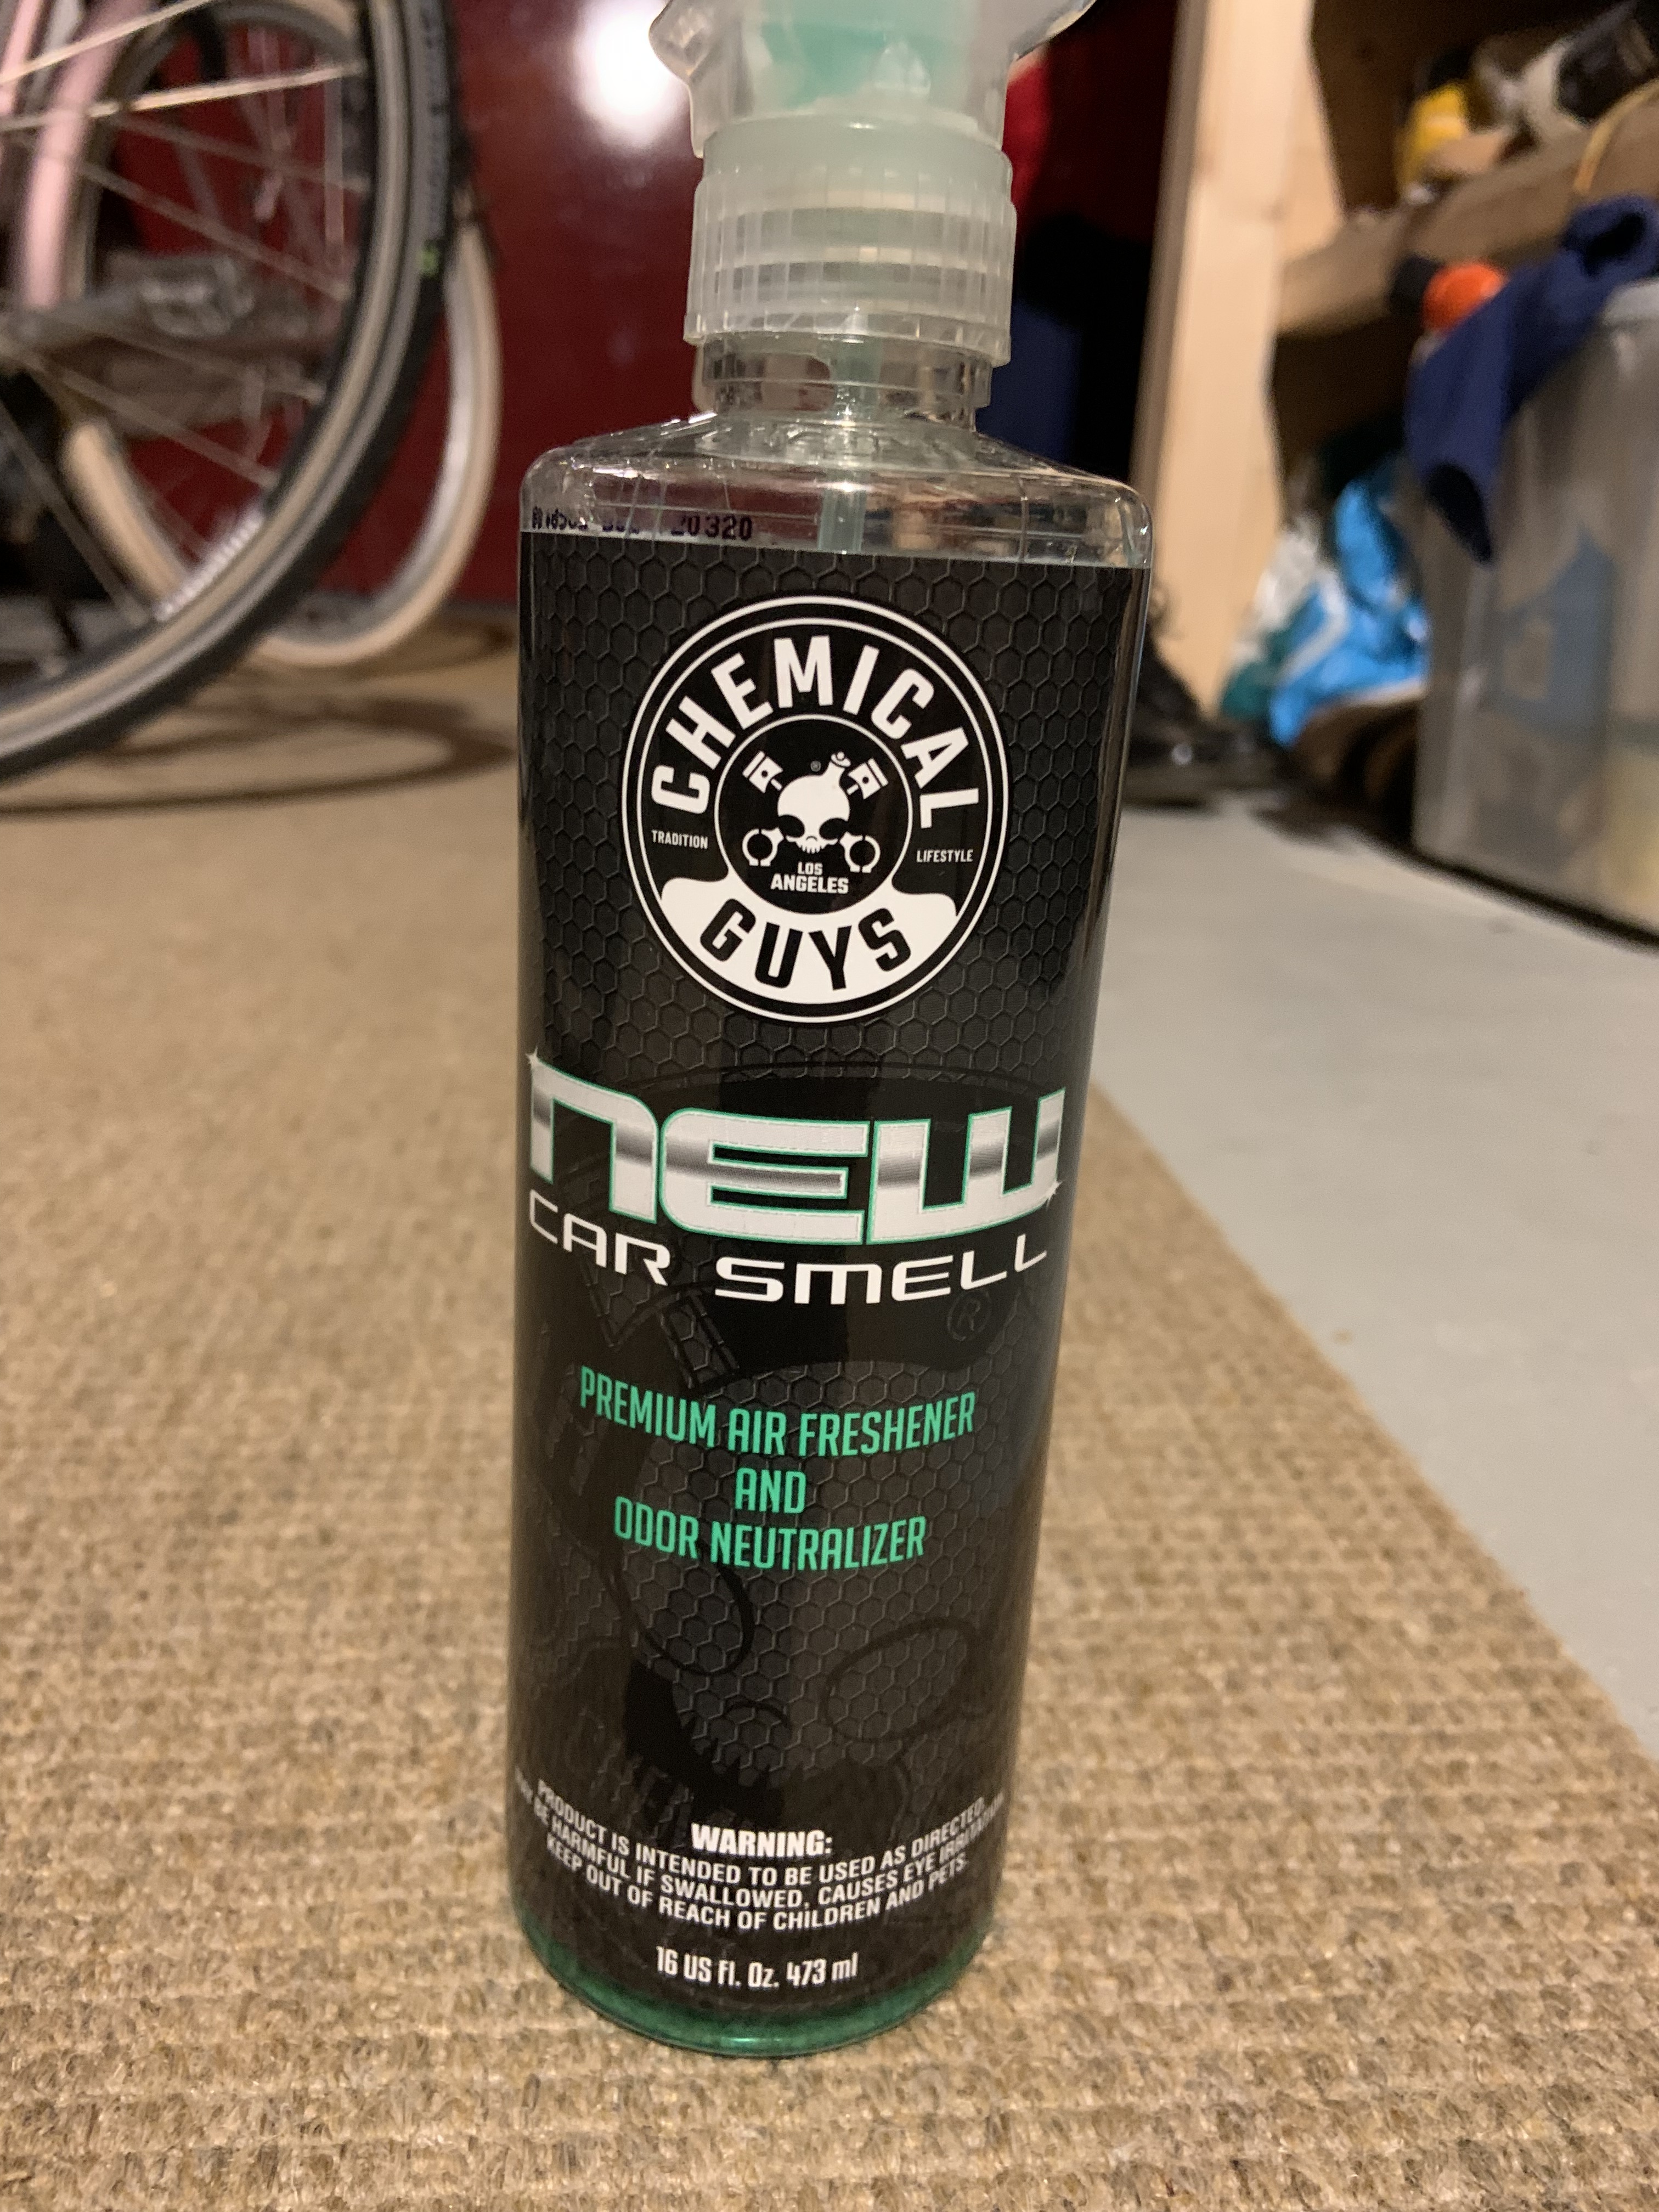 20320
CHEMICAL
TRADITION
LIFESTYLE
LOS
ANGELES
GUYS
®
NEW
CAR SMELL
®
PREMIUM AIR FRESHENER
AND
ODOR NEUTRALIZER
WARNING:
PRODUCT IS INTENDED TO BE USED AS DIRECTED.
MAY BE HARMFUL IF SWALLOWED, CAUSES EYE IRRITATION.
KEEP OUT OF REACH OF CHILDREN AND PETS.
16 US fl. Oz. 473 ml